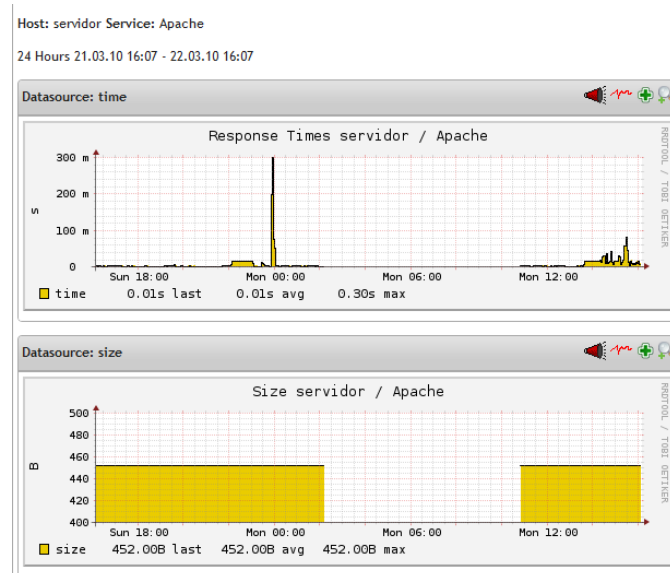 Host: servidor Service: Apache
24 Hours 21.03.10 16:07 - 22.03.10 16:07
Datasource: time
Response Times servidor / Apache
RRDTOOL / TOBI OETIKER
s
300 m
200 m
100 m
0
Sun 18:00 Mon 00:00 Mon 06:00 Mon 12:00
time 0.01s last 0.01s avg 0.30s max
Datasource: size
Size servidor / Apache
RRDTOOL / TOBI OETIKER
B
500
480
460
440
420
400
Sun 18:00 Mon 00:00 Mon 06:00 Mon 12:00
size 452.00B last 452.00B avg 452.00B max